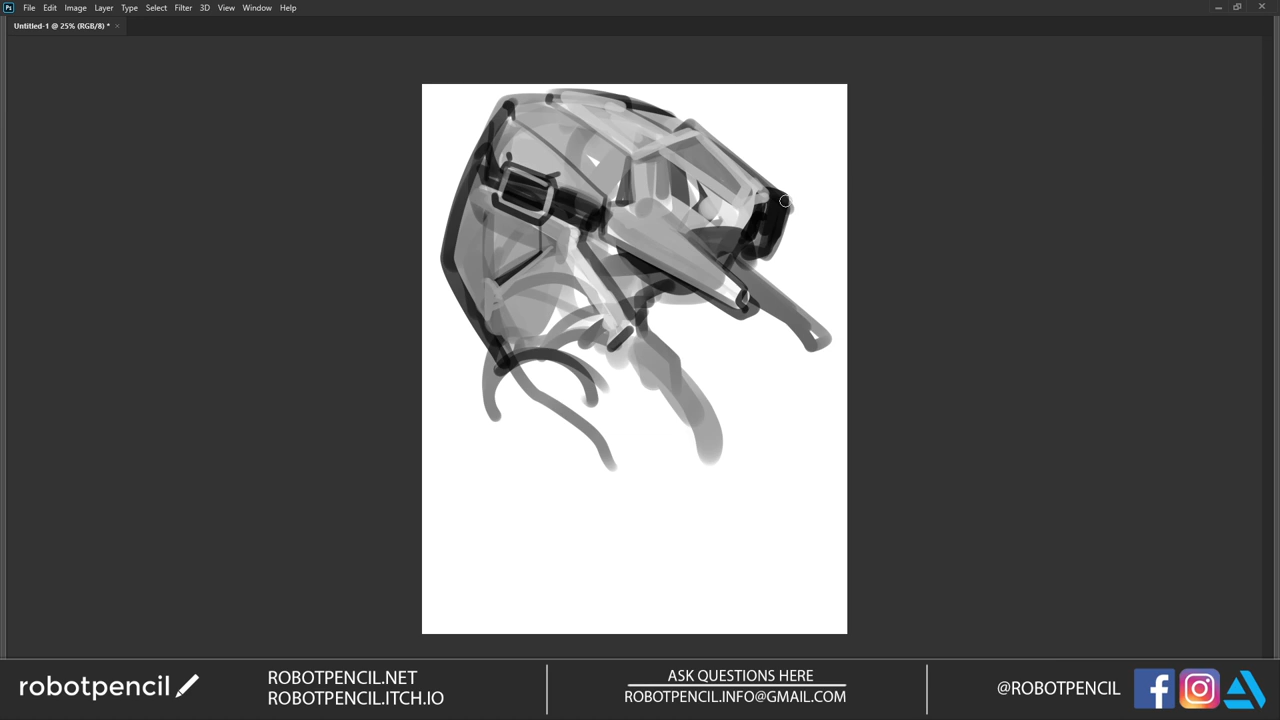 Ps File Edit Image Layer Type Select Filter 3D View Window Help
Untitled-1 @ 25% (RGB/8) * ×
robotpencil
ROBOTPENCIL.NET
ROBOTPENCIL.ITCH.IO
ASK QUESTIONS HERE
ROBOTPENCIL.INFO@GMAIL.COM
@ROBOTPENCIL